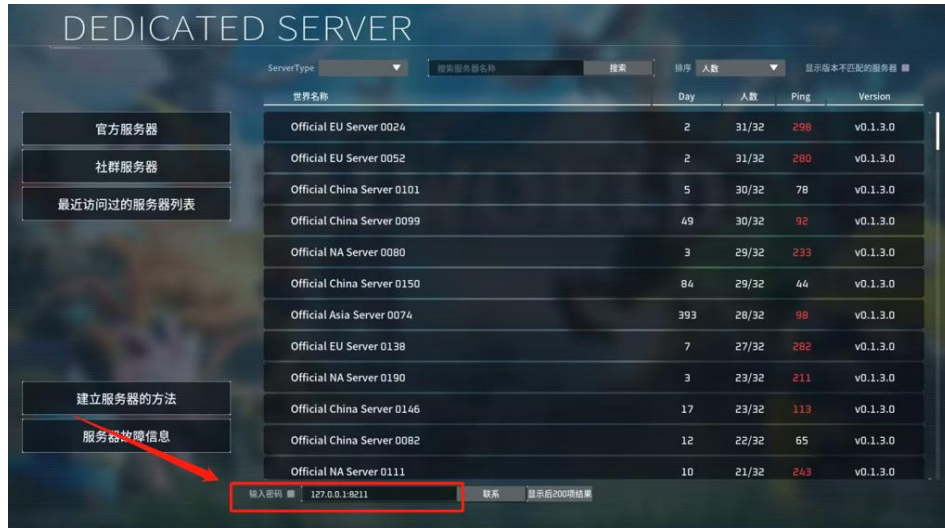 DEDICATED SERVER
ServerType 搜索服务器名称 搜索 排序 人数 显示版本不匹配的服务器
世界名称 Day 人数 Ping Version
官方服务器
社群服务器
最近访问过的服务器列表
建立服务器的方法
服务器故障信息
Official EU Server 0024 2 31/32 298 v0.1.3.0
Official EU Server 0052 2 31/32 280 v0.1.3.0
Official China Server 0101 5 30/32 78 v0.1.3.0
Official China Server 0099 49 30/32 92 v0.1.3.0
Official NA Server 0080 3 29/32 233 v0.1.3.0
Official China Server 0150 84 29/32 44 v0.1.3.0
Official Asia Server 0074 393 28/32 98 v0.1.3.0
Official EU Server 0138 7 27/32 282 v0.1.3.0
Official NA Server 0190 3 23/32 211 v0.1.3.0
Official China Server 0146 17 23/32 113 v0.1.3.0
Official China Server 0082 12 22/32 65 v0.1.3.0
Official NA Server 0111 10 21/32 243 v0.1.3.0
输入密码 127.0.0.1:8211 联系 显示后200项结果